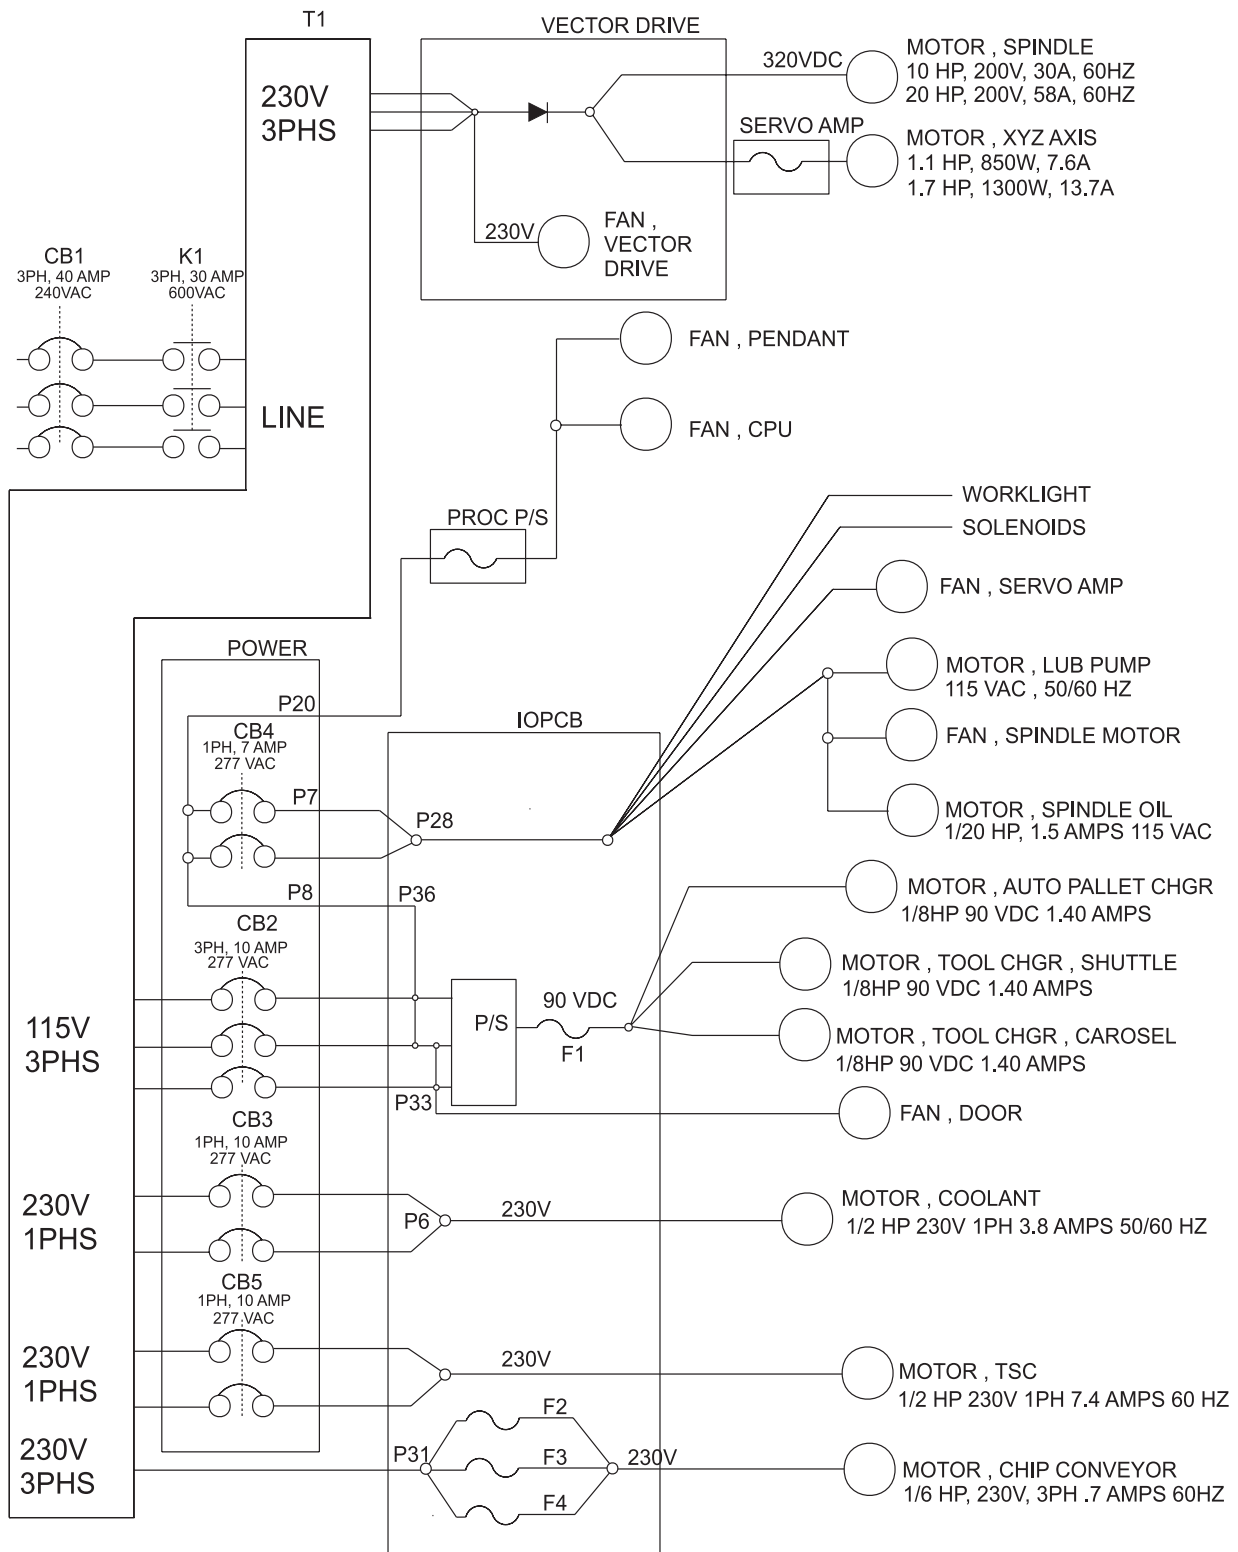 T1
VECTOR DRIVE
230V
3PHS
320VDC
MOTOR , SPINDLE
10 HP, 200V, 30A, 60HZ
20 HP, 200V, 58A, 60HZ
SERVO AMP
MOTOR , XYZ AXIS
1.1 HP, 850W, 7.6A
1.7 HP, 1300W, 13.7A
230V
FAN ,
VECTOR
DRIVE
CB1
3PH, 40 AMP
240VAC
K1
3PH, 30 AMP
600VAC
LINE
FAN , PENDANT
FAN , CPU
PROC P/S
WORKLIGHT
SOLENOIDS
FAN , SERVO AMP
POWER
MOTOR , LUB PUMP
115 VAC , 50/60 HZ
P20
IOPCB
CB4
1PH, 7 AMP
277 VAC
FAN , SPINDLE MOTOR
P7
P28
MOTOR , SPINDLE OIL
1/20 HP, 1.5 AMPS 115 VAC
P8
P36
MOTOR , AUTO PALLET CHGR
1/8HP 90 VDC 1.40 AMPS
CB2
3PH, 10 AMP
277 VAC
MOTOR , TOOL CHGR , SHUTTLE
1/8HP 90 VDC 1.40 AMPS
115V
3PHS
P/S
90 VDC
F1
MOTOR , TOOL CHGR , CAROSEL
1/8HP 90 VDC 1.40 AMPS
P33
FAN , DOOR
CB3
1PH, 10 AMP
277 VAC
230V
1PHS
P6
230V
MOTOR , COOLANT
1/2 HP 230V 1PH 3.8 AMPS 50/60 HZ
CB5
1PH, 10 AMP
277 VAC
230V
1PHS
230V
MOTOR , TSC
1/2 HP 230V 1PH 7.4 AMPS 60 HZ
230V
3PHS
P31
F2
F3
F4
230V
MOTOR , CHIP CONVEYOR
1/6 HP, 230V, 3PH .7 AMPS 60HZ